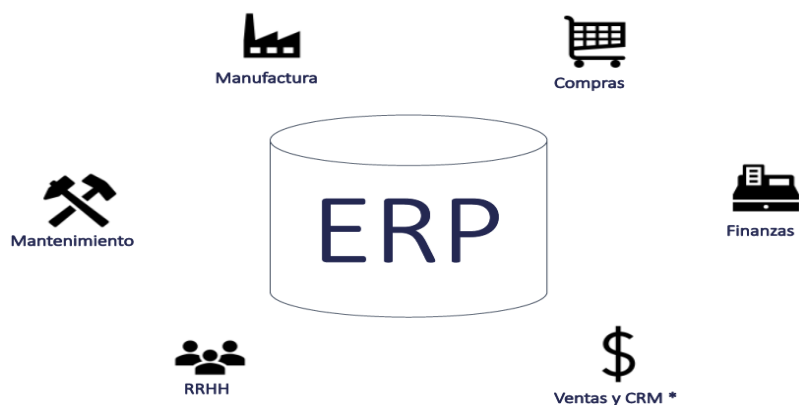 Manufactura
Compras
ERP
Mantenimiento
Finanzas
RRHH
Ventas y CRM *